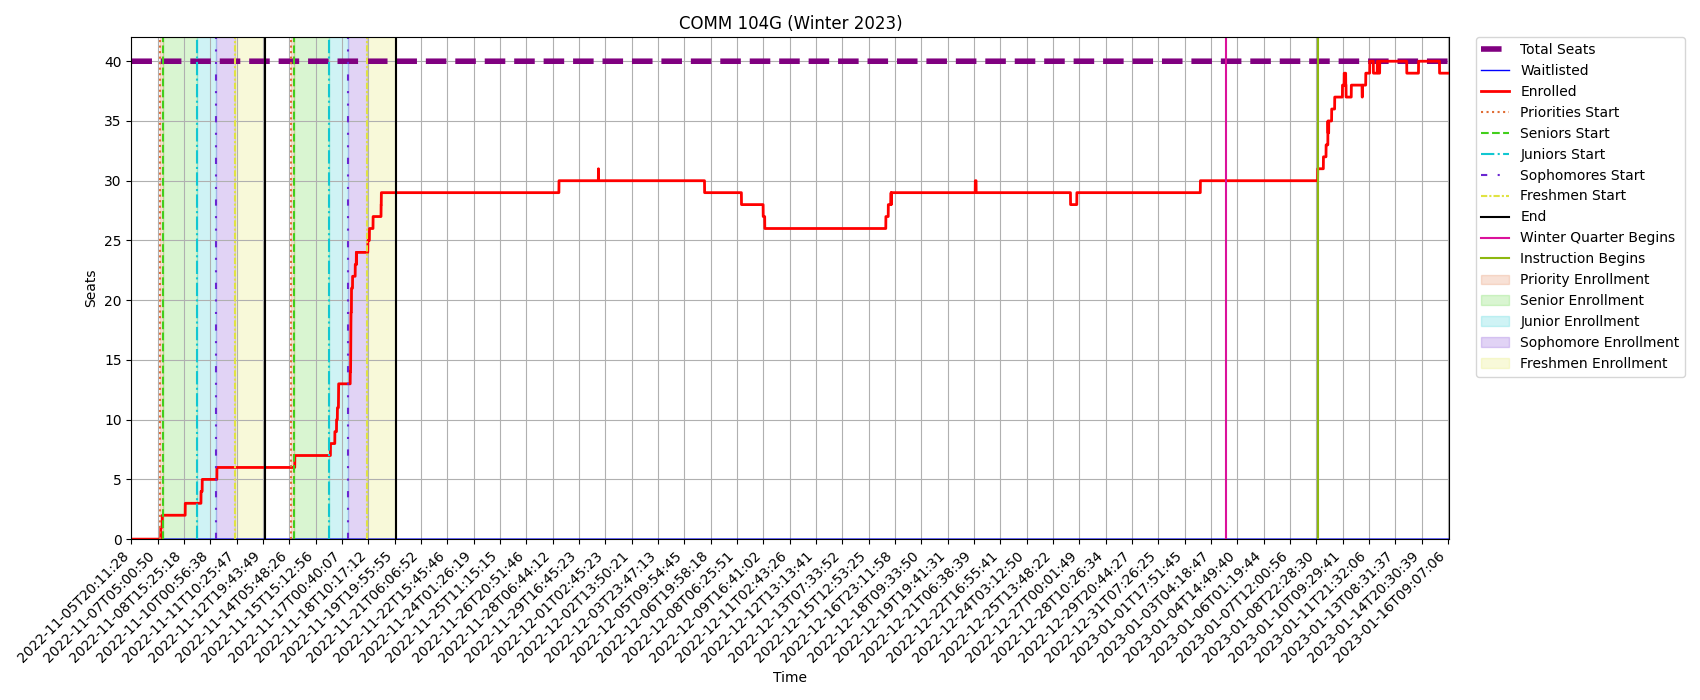 COMM 104G (Winter 2023)
Seats
40
35
30
25
20
15
10
5
0
2022-11-05T20:11:28
2022-11-07T05:00:50
2022-11-08T15:25:18
2022-11-10T00:56:38
2022-11-11T10:25:47
2022-11-12T19:43:49
2022-11-14T05:48:26
2022-11-15T15:12:56
2022-11-17T00:40:07
2022-11-18T10:17:12
2022-11-19T19:55:55
2022-11-21T06:06:52
2022-11-22T15:45:46
2022-11-24T01:26:19
2022-11-25T11:15:15
2022-11-26T20:51:46
2022-11-28T06:44:12
2022-11-29T16:45:23
2022-12-01T02:45:23
2022-12-02T13:50:21
2022-12-03T23:47:13
2022-12-05T09:54:45
2022-12-06T19:58:18
2022-12-08T06:25:51
2022-12-09T16:41:02
2022-12-11T02:43:26
2022-12-12T13:13:41
2022-12-13T07:33:52
2022-12-15T12:53:25
2022-12-16T23:11:58
2022-12-18T09:33:50
2022-12-19T19:41:31
2022-12-21T06:38:39
2022-12-22T16:55:41
2022-12-24T03:12:50
2022-12-25T13:48:22
2022-12-27T00:01:49
2022-12-28T10:26:34
2022-12-29T20:44:27
2022-12-31T07:26:25
2023-01-01T17:51:45
2023-01-03T04:18:47
2023-01-04T14:49:40
2023-01-06T01:19:44
2023-01-07T12:00:56
2023-01-08T22:28:30
2023-01-10T09:29:41
2023-01-11T21:32:06
2023-01-13T08:31:37
2023-01-14T20:30:39
2023-01-16T09:07:06
Time
Total Seats
Waitlisted
Enrolled
Priorities Start
Seniors Start
Juniors Start
Sophomores Start
Freshmen Start
End
Winter Quarter Begins
Instruction Begins
Priority Enrollment
Senior Enrollment
Junior Enrollment
Sophomore Enrollment
Freshmen Enrollment